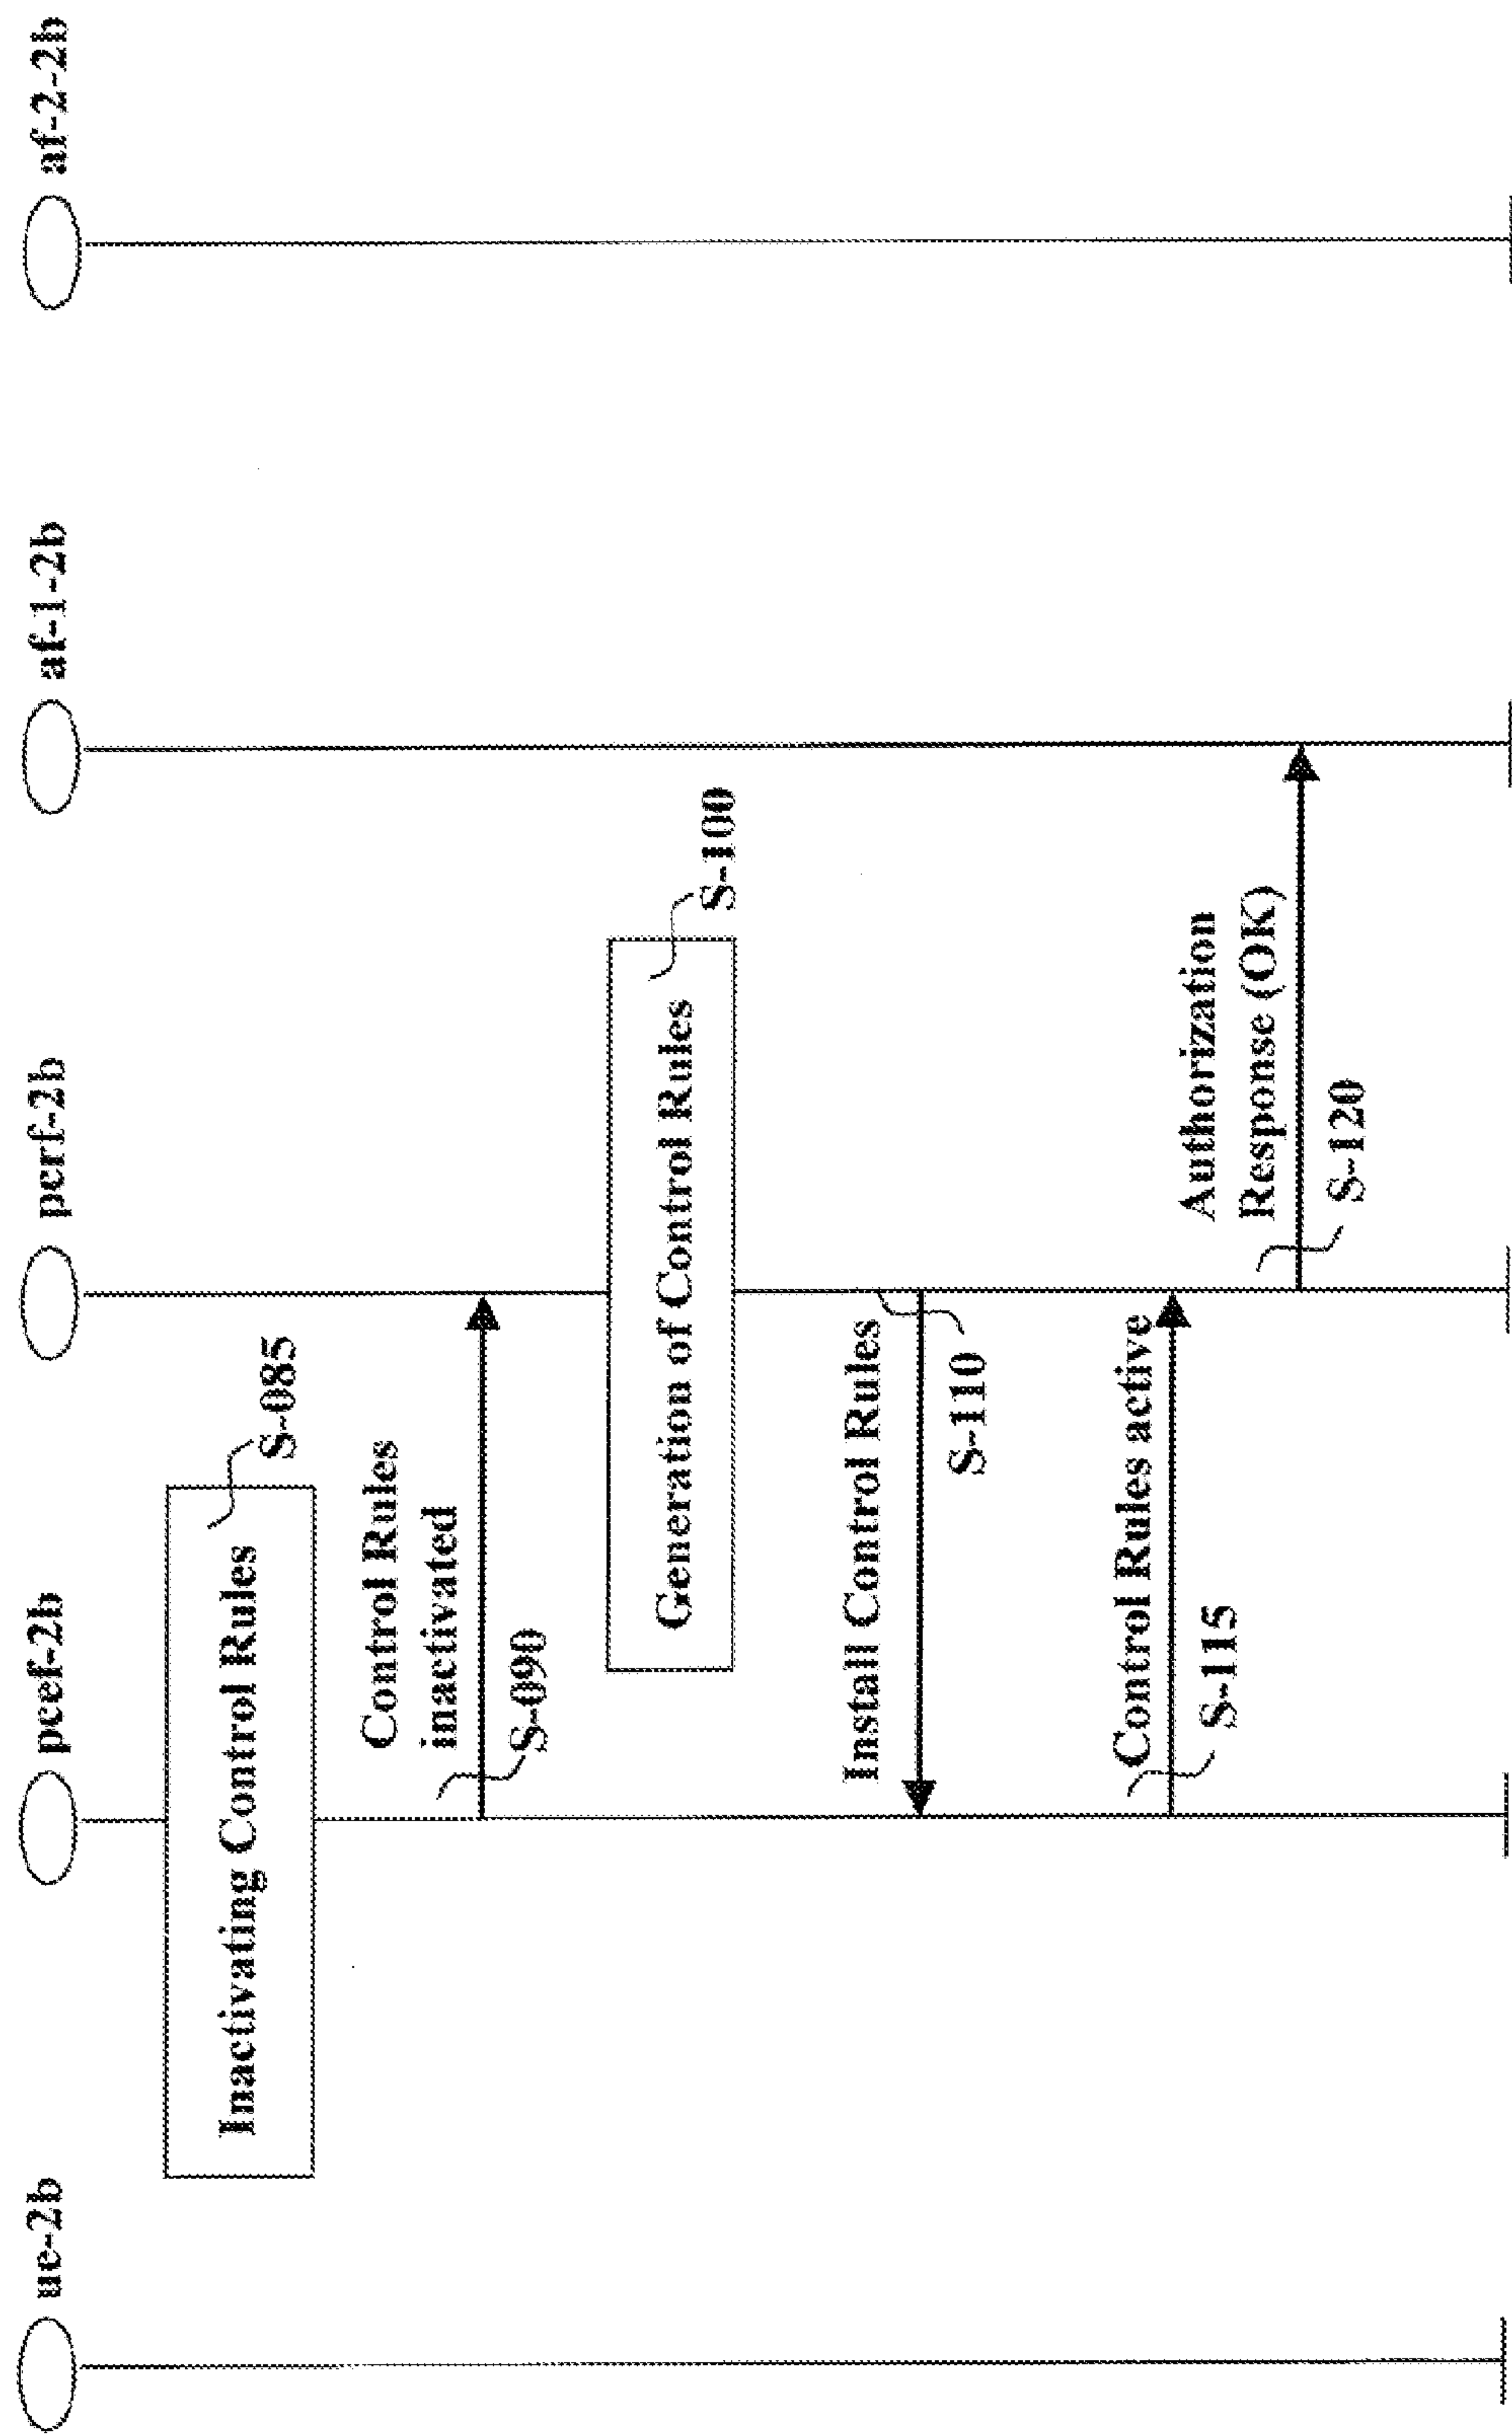 ue-2b
pcef-2b
pcrf-2b
af-1-2b
af-2-2b
Inactivating Control Rules
S-085
Control Rules
inactivated
S-090
Generation of Control Rules
S-100
Install Control Rules
S-110
Control Rules active
S-115
Authorization
Response (OK)
S-120